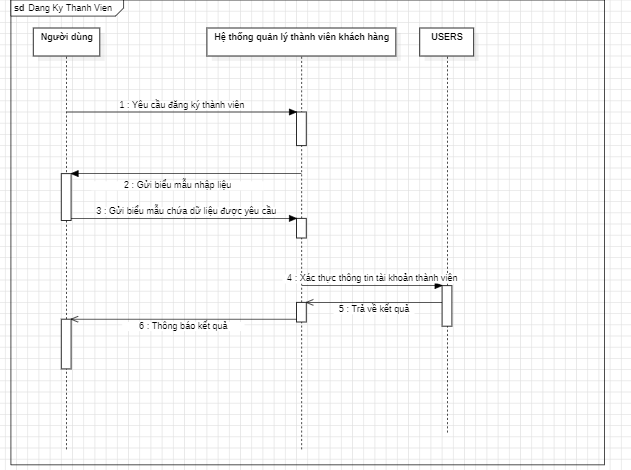 sd Dang Ky Thanh Vien
Người dùng
Hệ thống quản lý thành viên khách hàng
USERS
1 : Yêu cầu đăng ký thành viên
2 : Gửi biểu mẫu nhập liệu
3 : Gửi biểu mẫu chứa dữ liệu được yêu cầu
4 : Xác thực thông tin tài khoản thành viên
5 : Trả về kết quả
6 : Thông báo kết quả